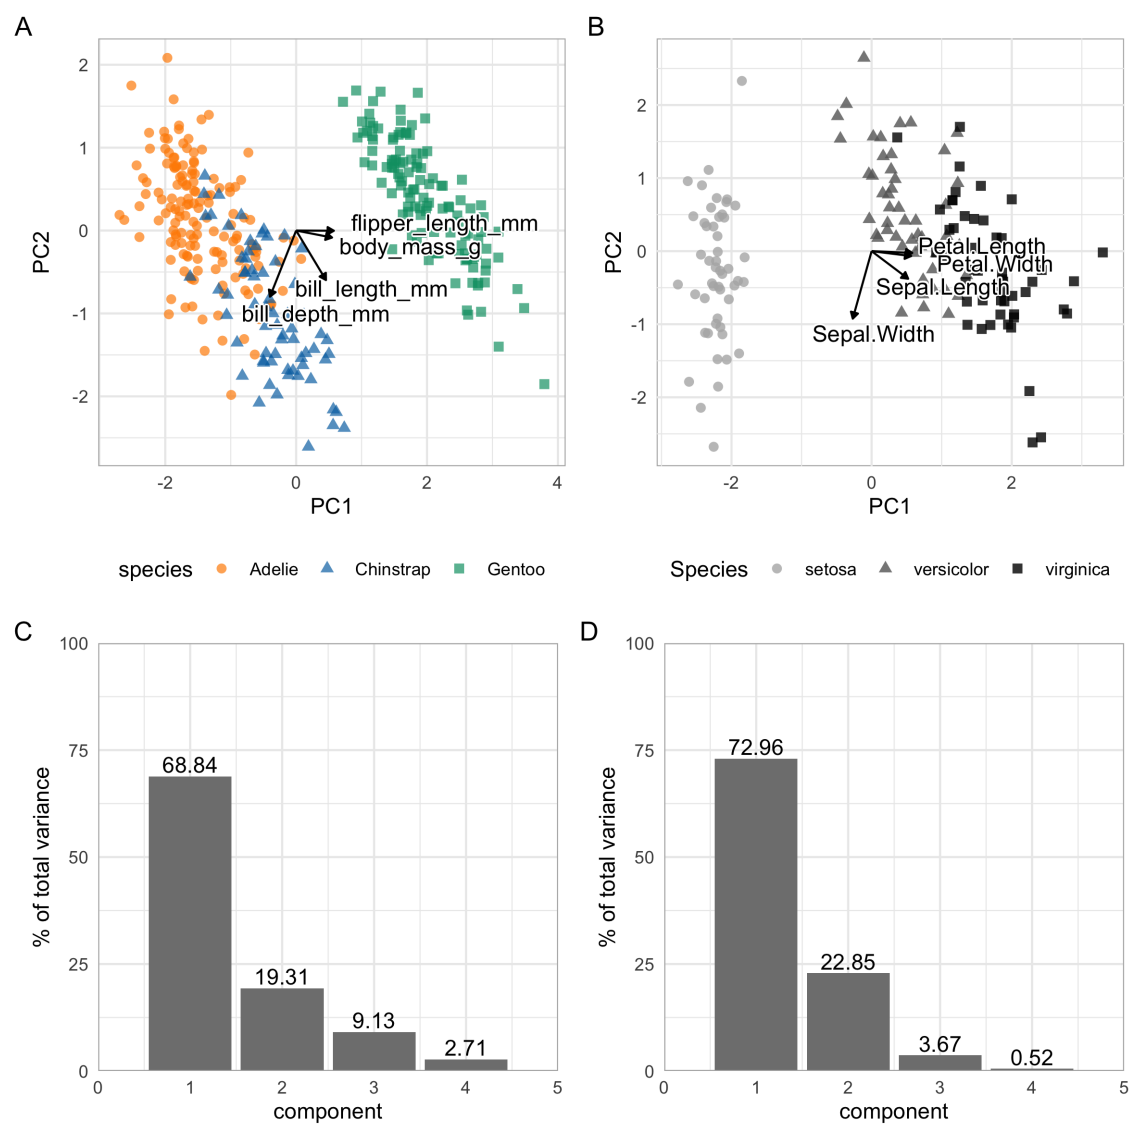 A
B
2
1
0
-1
-2
PC2
flipper_length_mm
body_mass_g
bill_length_mm
bill_depth_mm
-2
0
2
4
PC1
2
1
0
-1
-2
PC2
Petal.Length
Petal.Width
Sepal.Length
Sepal.Width
-2
0
2
PC1
species Adelie Chinstrap Gentoo
Species setosa versicolor virginica
C
D
100
75
50
25
0
% of total variance
68.84
19.31
9.13
2.71
0 1 2 3 4 5
component
100
75
50
25
0
% of total variance
72.96
22.85
3.67
0.52
0 1 2 3 4 5
component